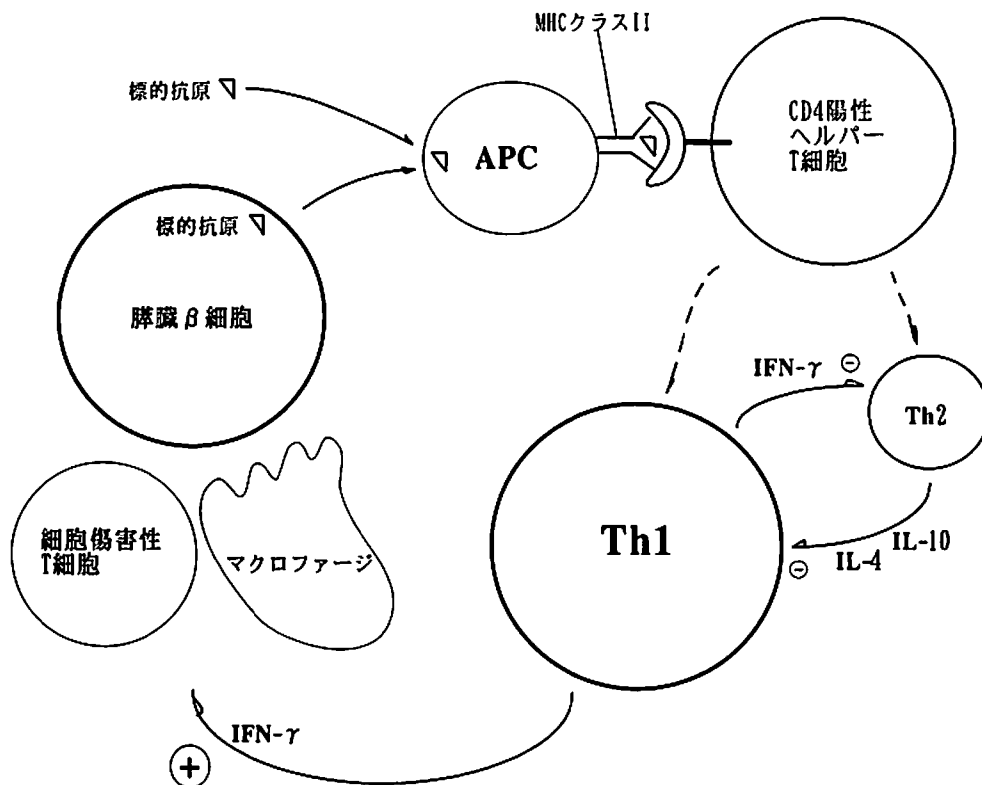 MHCクラスII
標的抗原
APC
CD4陽性
ヘルパー
T細胞
標的抗原
膵臓β細胞
IFN-γ ⊖
Th2
Th1
IL-10
IL-4
⊖
細胞傷害性
T細胞
マクロファージ
IFN-γ
+